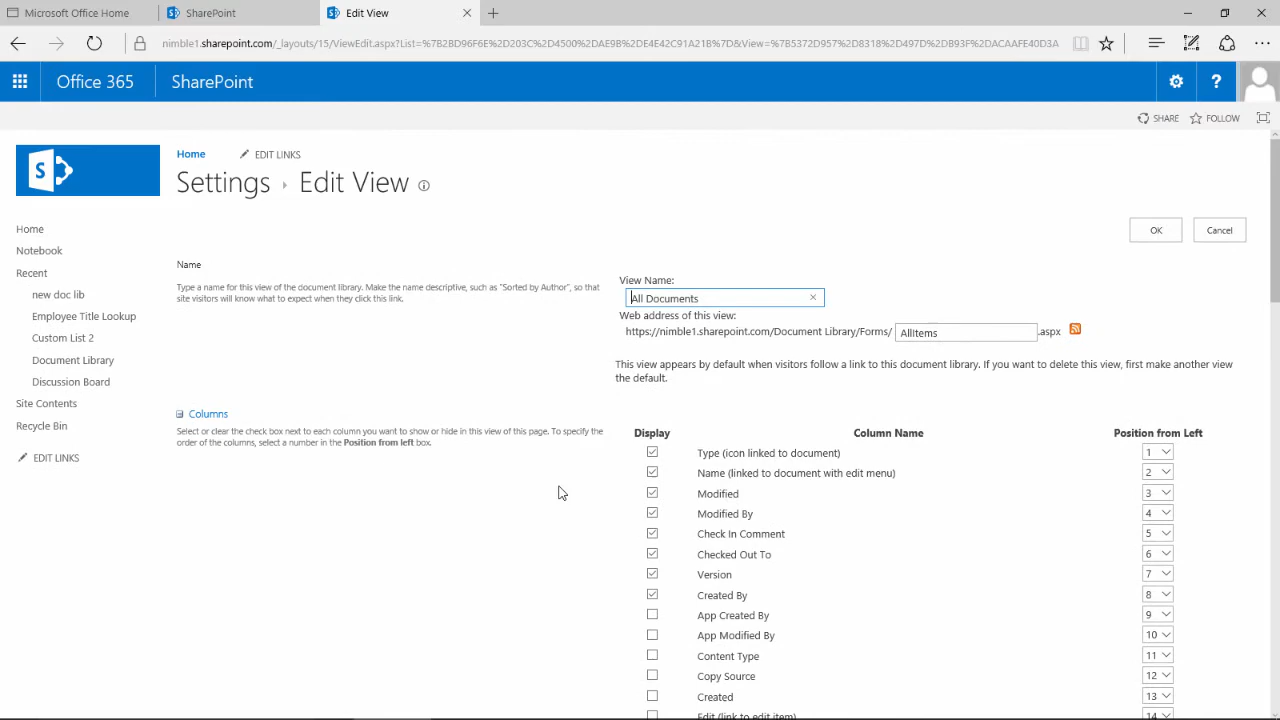 Microsoft Office Home
SharePoint
Edit View
nimble1.sharepoint.com/_layouts/15/ViewEdit.aspx?List=%7B2BD96F6E%2D203C%2D4500%2DAE9B%2DE4E42C91A21B%7D&View=%7B5372D957%2D8318%2D497D%2DB93F%2DACAAFE40D3A
Office 365
SharePoint
?
SHARE
FOLLOW
S
Home
EDIT LINKS
Settings
Edit View
Home
Notebook
Recent
new doc lib
Employee Title Lookup
Custom List 2
Document Library
Discussion Board
Site Contents
Recycle Bin
EDIT LINKS
OK
Cancel
Name
Type a name for this view of the document library. Make the name descriptive, such as "Sorted by Author", so that
site visitors will know what to expect when they click this link.
View Name:
All Documents
Web address of this view:
https://nimble1.sharepoint.com/Document Library/Forms/ AllItems .aspx
This view appears by default when visitors follow a link to this document library. If you want to delete this view, first make another view
the default.
Columns
Select or clear the check box next to each column you want to show or hide in this view of this page. To specify the
order of the columns, select a number in the Position from left box.
Display Column Name Position from Left
Type (icon linked to document) 1
Name (linked to document with edit menu) 2
Modified 3
Modified By 4
Check In Comment 5
Checked Out To 6
Version 7
Created By 8
App Created By 9
App Modified By 10
Content Type 11
Copy Source 12
Created 13
Edit (link to edit item) 14